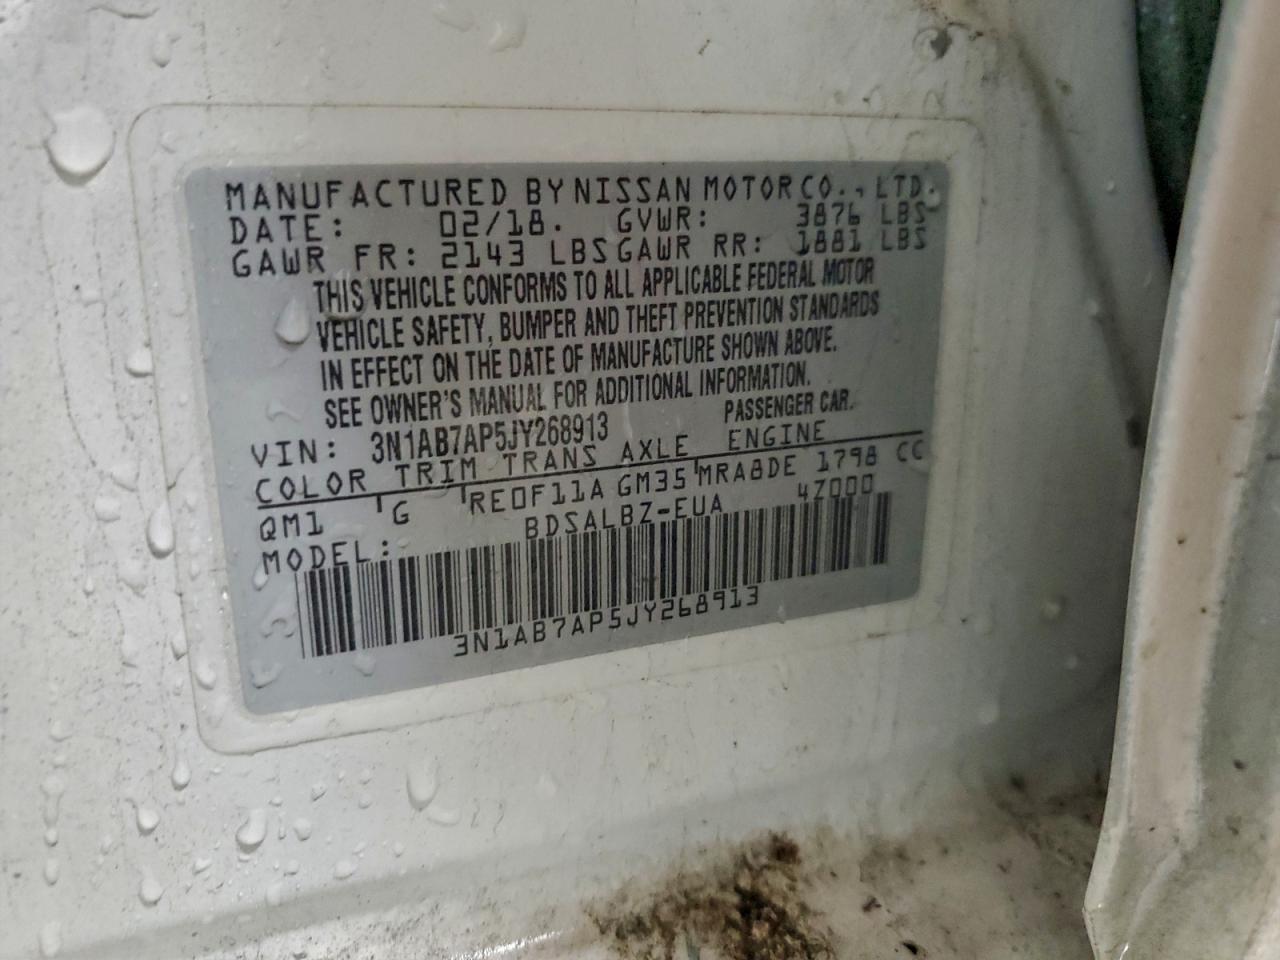 MANUFACTURED BY NISSAN MOTOR CO., LTD.
DATE: 02/18. GVWR: 3876 LBS
GAWR FR: 2143 LBS GAWR RR: 1881 LBS
THIS VEHICLE CONFORMS TO ALL APPLICABLE FEDERAL MOTOR
VEHICLE SAFETY, BUMPER AND THEFT PREVENTION STANDARDS
IN EFFECT ON THE DATE OF MANUFACTURE SHOWN ABOVE.
SEE OWNER'S MANUAL FOR ADDITIONAL INFORMATION.
VIN: 3N1AB7AP5JY268913 PASSENGER CAR.
COLOR TRIM TRANS AXLE ENGINE
QM1 G RE0F11A GM35 MRA8DE 1798 CC
MODEL: BDSALBZ-EUA 4Z000
3N1AB7AP5JY268913